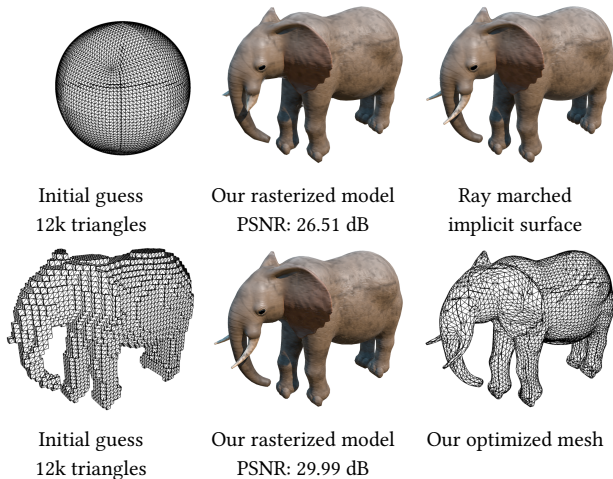 Initial guess
12k triangles
Our rasterized model
PSNR: 26.51 dB
Ray marched
implicit surface
Initial guess
12k triangles
Our rasterized model
PSNR: 29.99 dB
Our optimized mesh